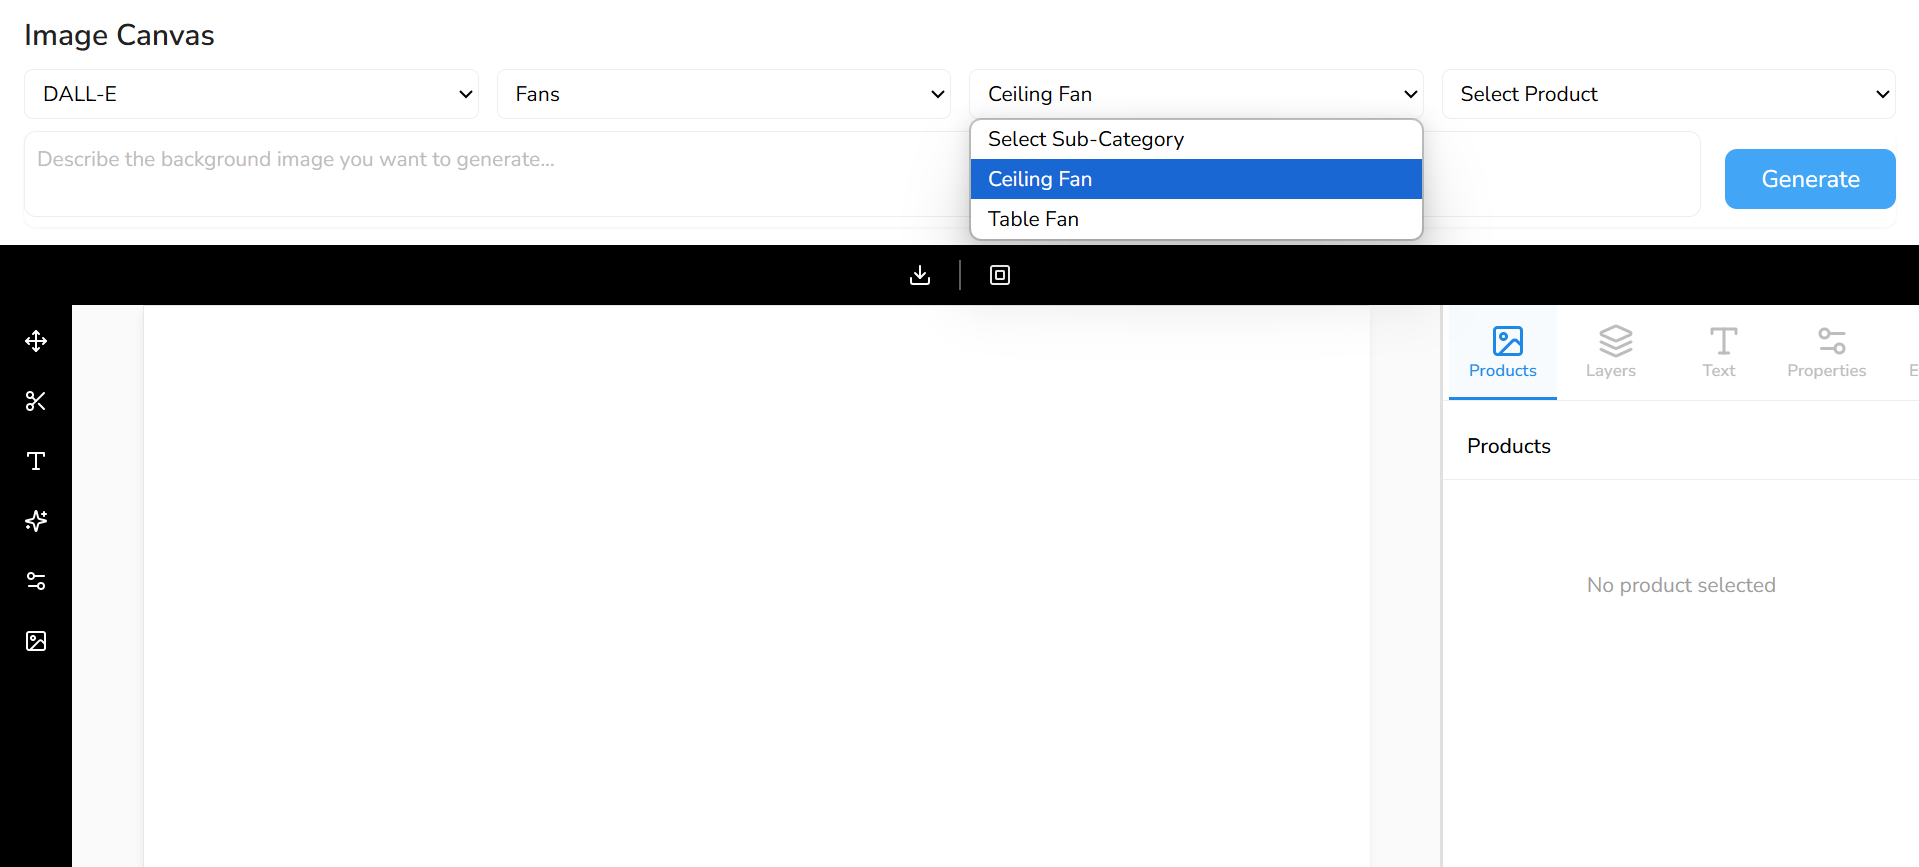 Image Canvas
DALL-E
Fans
Ceiling Fan
Select Product
Select Sub-Category
Ceiling Fan
Table Fan
Describe the background image you want to generate...
Generate
Products
Layers
Text
Properties
E
Products
No product selected